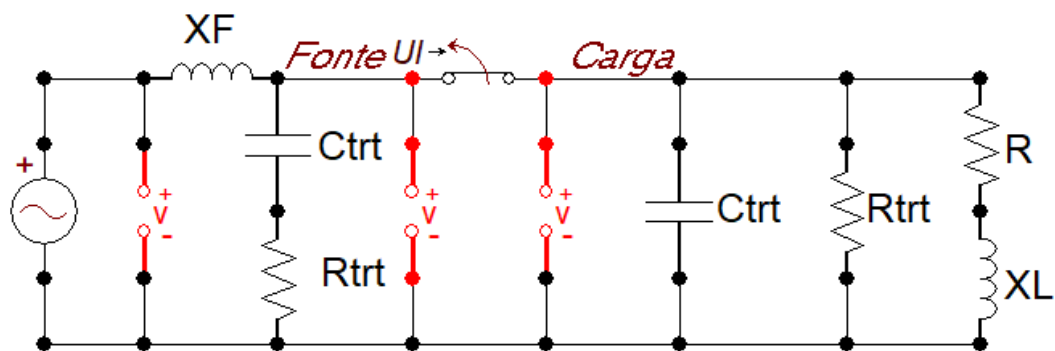 XF
Fonte
UI
Carga
+
Ctrt
Rtrt
+
V
-
+
V
-
+
V
-
Ctrt
Rtrt
R
XL